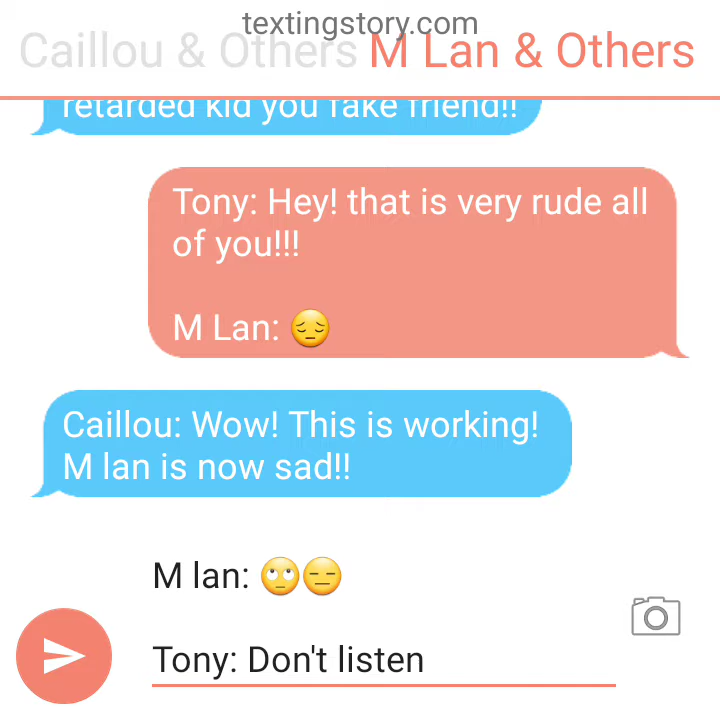 textingstory.com
Caillou & Others M Lan & Others
retarded kid you fake friend!!
Tony: Hey! that is very rude all
of you!!!
M Lan: 😔
Caillou: Wow! This is working!
M lan is now sad!!
M lan: 🙄😑
Tony: Don't listen